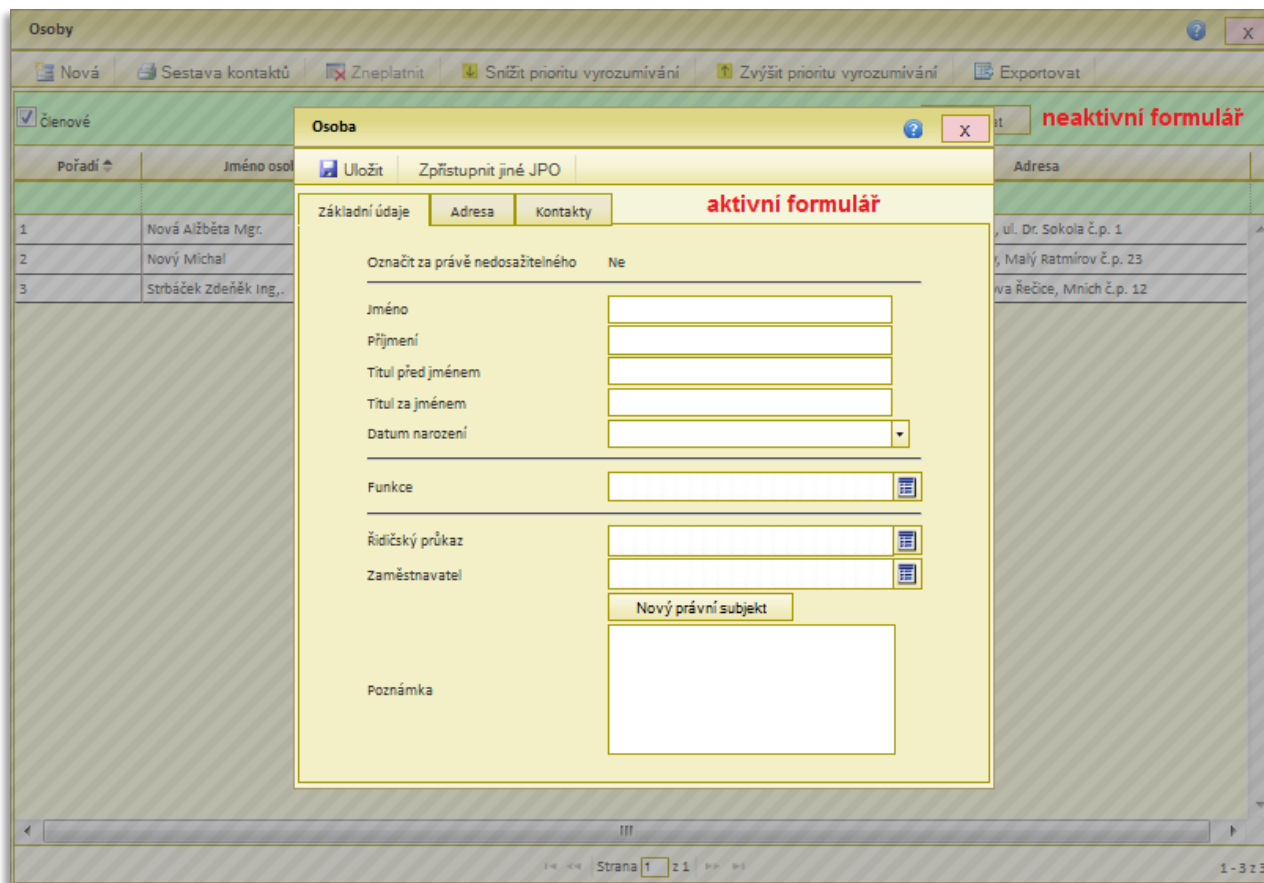 Osoby
x
Nová Sestava kontaktů Zneplatnit Snížit prioritu vyrozumívání Zvýšit prioritu vyrozumívání Exportovat
členové
neaktivní formulář
Pořadí Jméno Adresa
1 Nová Alžběta Mgr. , ul. Dr. Sokola č.p. 1
2 Nový Michal , Malý Ratmírov č.p. 23
3 Strbáček Zdeňěk Ing,. Řečice, Mnich č.p. 12
Osoba
x
Uložit Zpřístupnit jiné JPO
Základní údaje Adresa Kontakty
aktivní formulář
Označit za právě nedosažitelného Ne
Jméno
Příjmení
Titul před jménem
Titul za jménem
Datum narození
Funkce
Řidičský průkaz
Zaměstnavatel
Nový právní subjekt
Poznámka
Strana 1 z 1
1 - 3 z 3